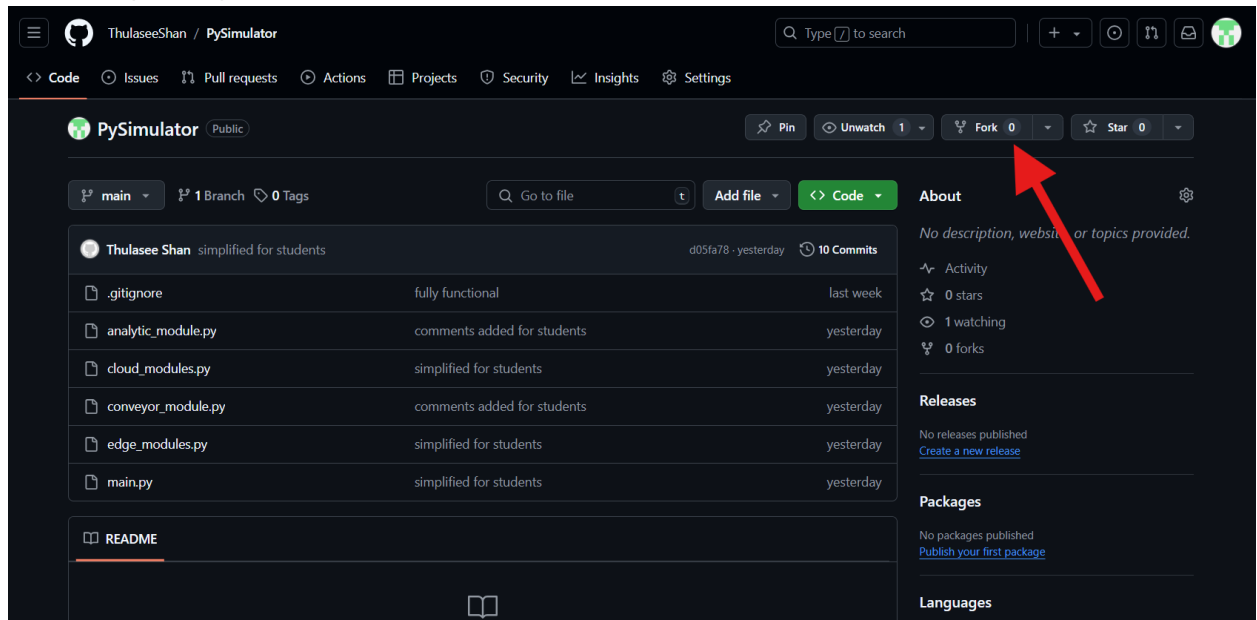 ThulaseeShan / PySimulator
Type / to search
Code Issues Pull requests Actions Projects Security Insights Settings
PySimulator Public
Pin Unwatch 1 Fork 0 Star 0
main 1 Branch 0 Tags Go to file t Add file Code
Thulasee Shan simplified for students d05fa78 · yesterday 10 Commits
.gitignore fully functional last week
analytic_module.py comments added for students yesterday
cloud_modules.py simplified for students yesterday
conveyor_module.py comments added for students yesterday
edge_modules.py simplified for students yesterday
main.py simplified for students yesterday
README
About
No description, website or topics provided.
Activity
0 stars
1 watching
0 forks
Releases
No releases published
Create a new release
Packages
No packages published
Publish your first package
Languages